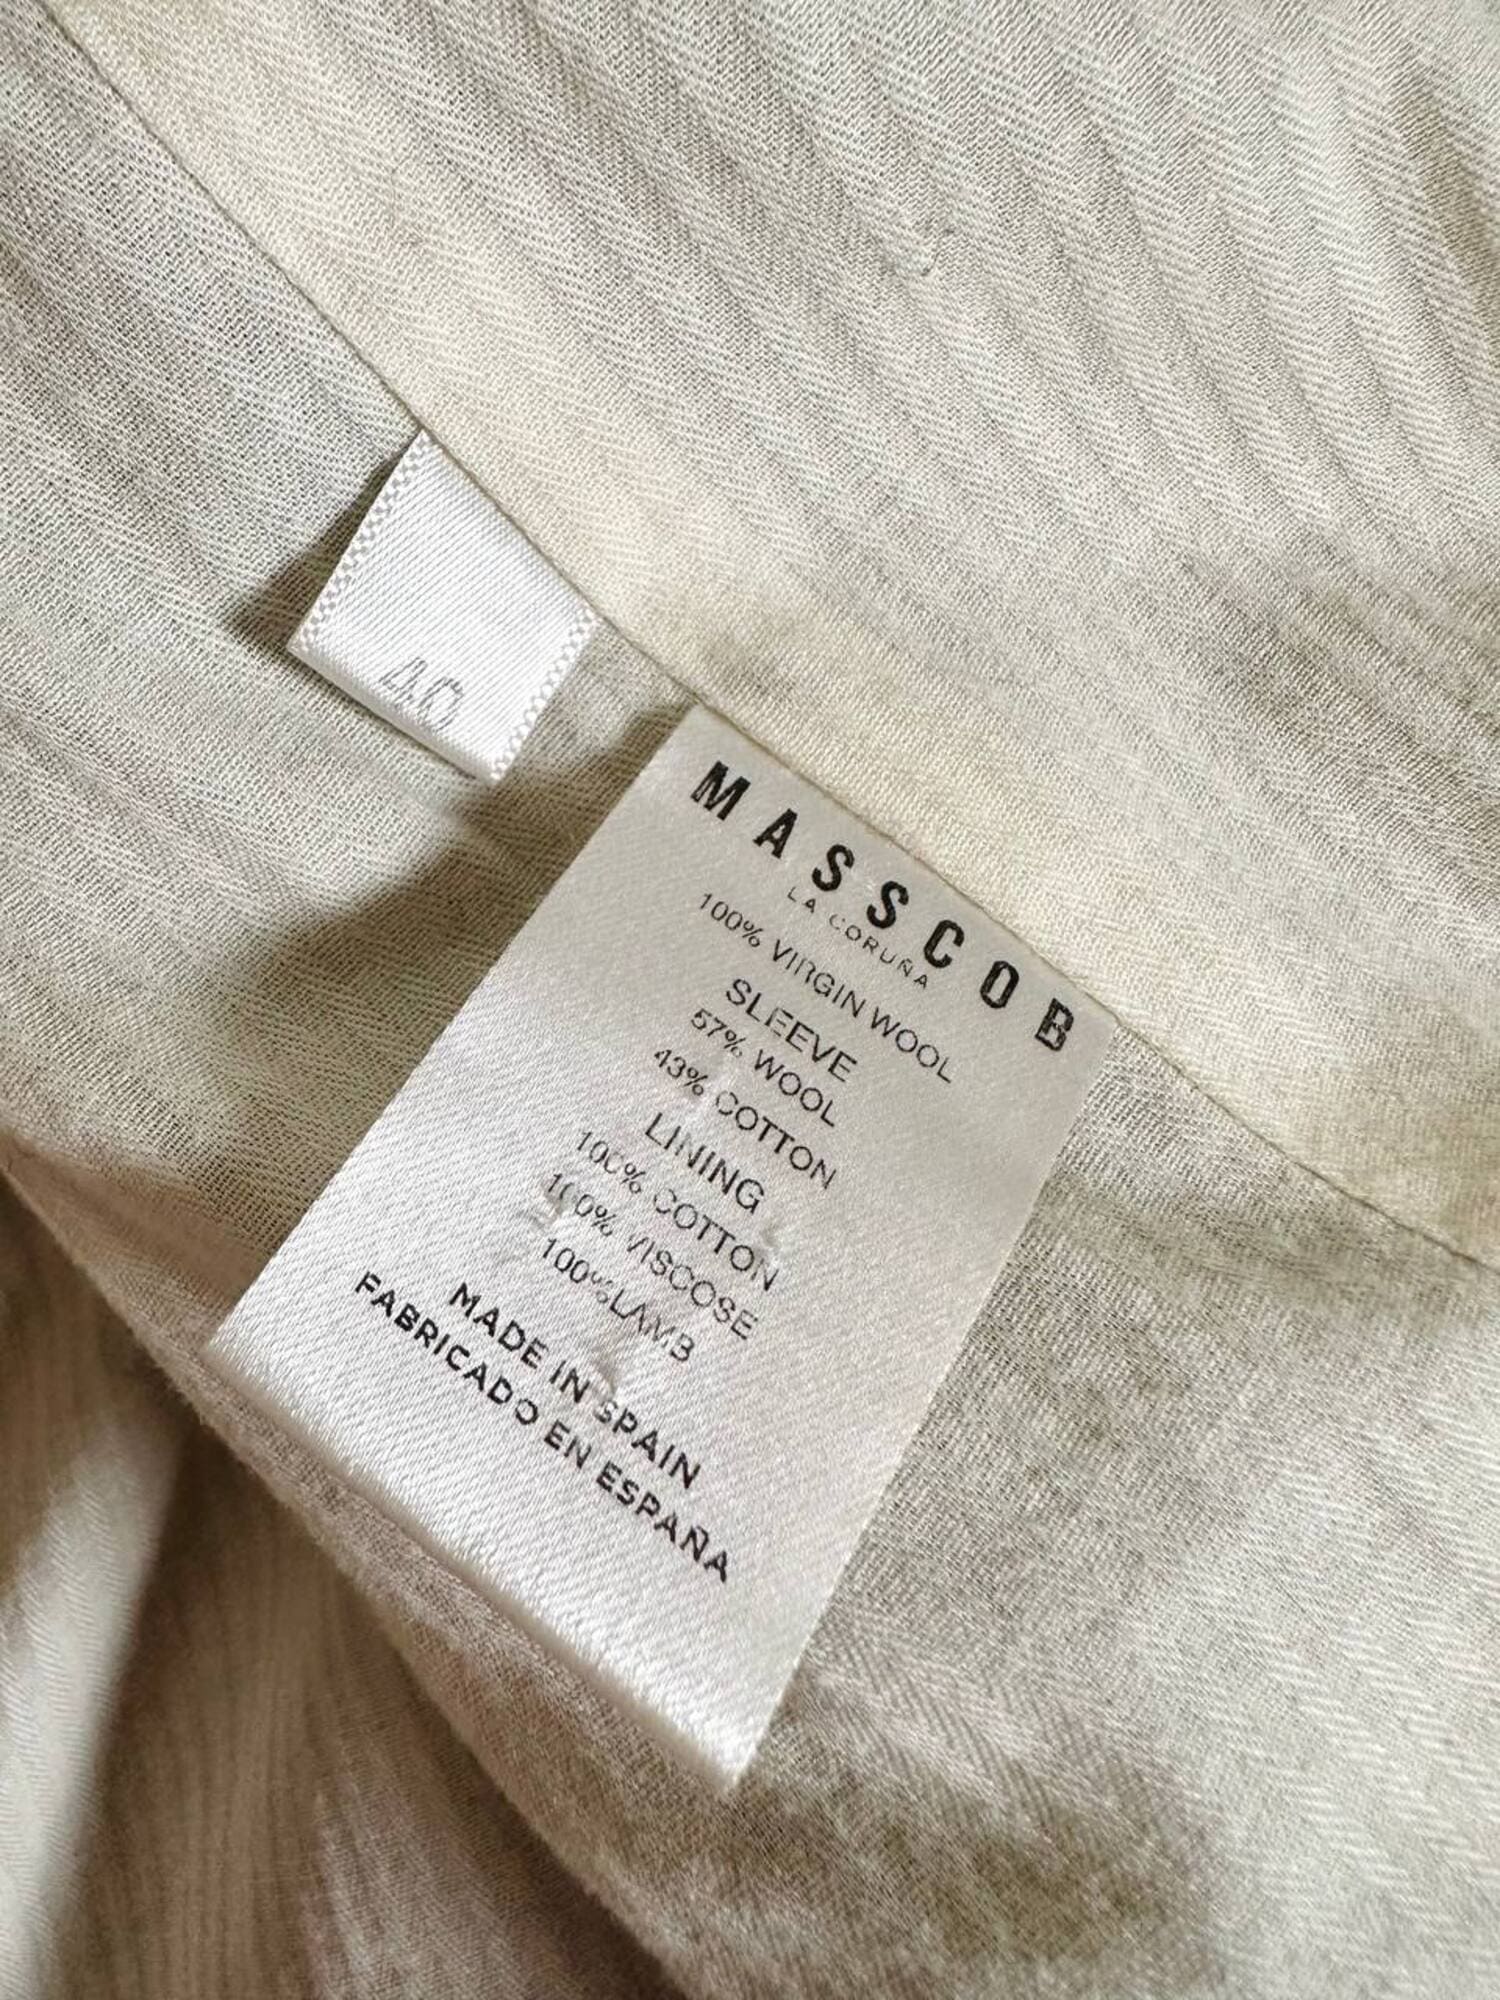 40
MASSCOB
LA CORUÑA
100% VIRGIN WOOL
SLEEVE
57% WOOL
43% COTTON
LINING
100% COTTON
100% VISCOSE
100%LAMB
MADE IN SPAIN
FABRICADO EN ESPAÑA